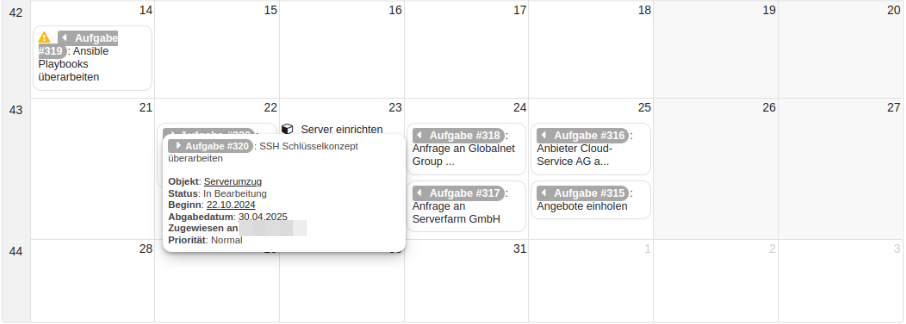 42
14
15
16
17
18
19
20
Aufgabe
#319: Ansible
Playbooks
überarbeiten
43
21
22
23
24
25
26
27
Aufgabe #320:
Server einrichten
Aufgabe #318:
Anfrage an Globalnet
Group ...
Aufgabe #316:
Anbieter Cloud-
Service AG a...
Aufgabe #320: SSH Schlüsselkonzept
überarbeiten
Objekt: Serverumzug
Status: In Bearbeitung
Beginn: 22.10.2024
Abgabedatum: 30.04.2025
Zugewiesen an
Priorität: Normal
Aufgabe #317:
Anfrage an
Serverfarm GmbH
Aufgabe #315:
Angebote einholen
44
28
31
1
2
3